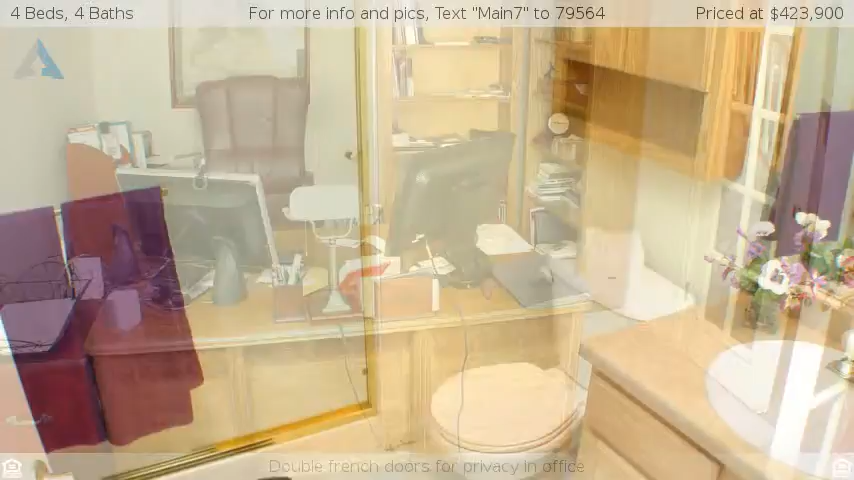 4 Beds, 4 Baths
For more info and pics, Text "Main7" to 79564
Priced at $423,900
Double french doors for privacy in office